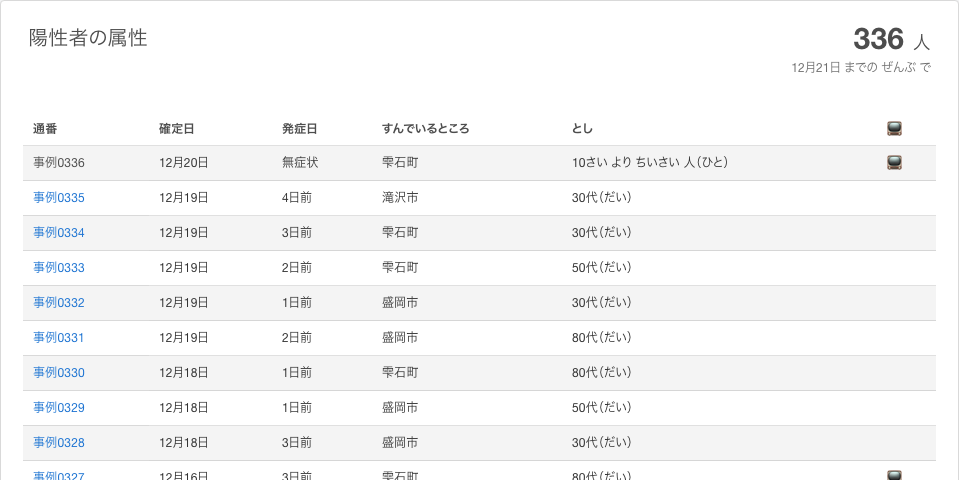 陽性者の属性
336 人
12月21日 までの ぜんぶ で
通番 確定日 発症日 すんでいるところ とし
事例0336 12月20日 無症状 雫石町 10さい より ちいさい 人（ひと）
事例0335 12月19日 4日前 滝沢市 30代（だい）
事例0334 12月19日 3日前 雫石町 30代（だい）
事例0333 12月19日 2日前 雫石町 50代（だい）
事例0332 12月19日 1日前 盛岡市 30代（だい）
事例0331 12月19日 2日前 盛岡市 80代（だい）
事例0330 12月18日 1日前 雫石町 80代（だい）
事例0329 12月18日 1日前 盛岡市 50代（だい）
事例0328 12月18日 3日前 盛岡市 30代（だい）
事例0327 12月16日 3日前 雫石町 80代（だい）